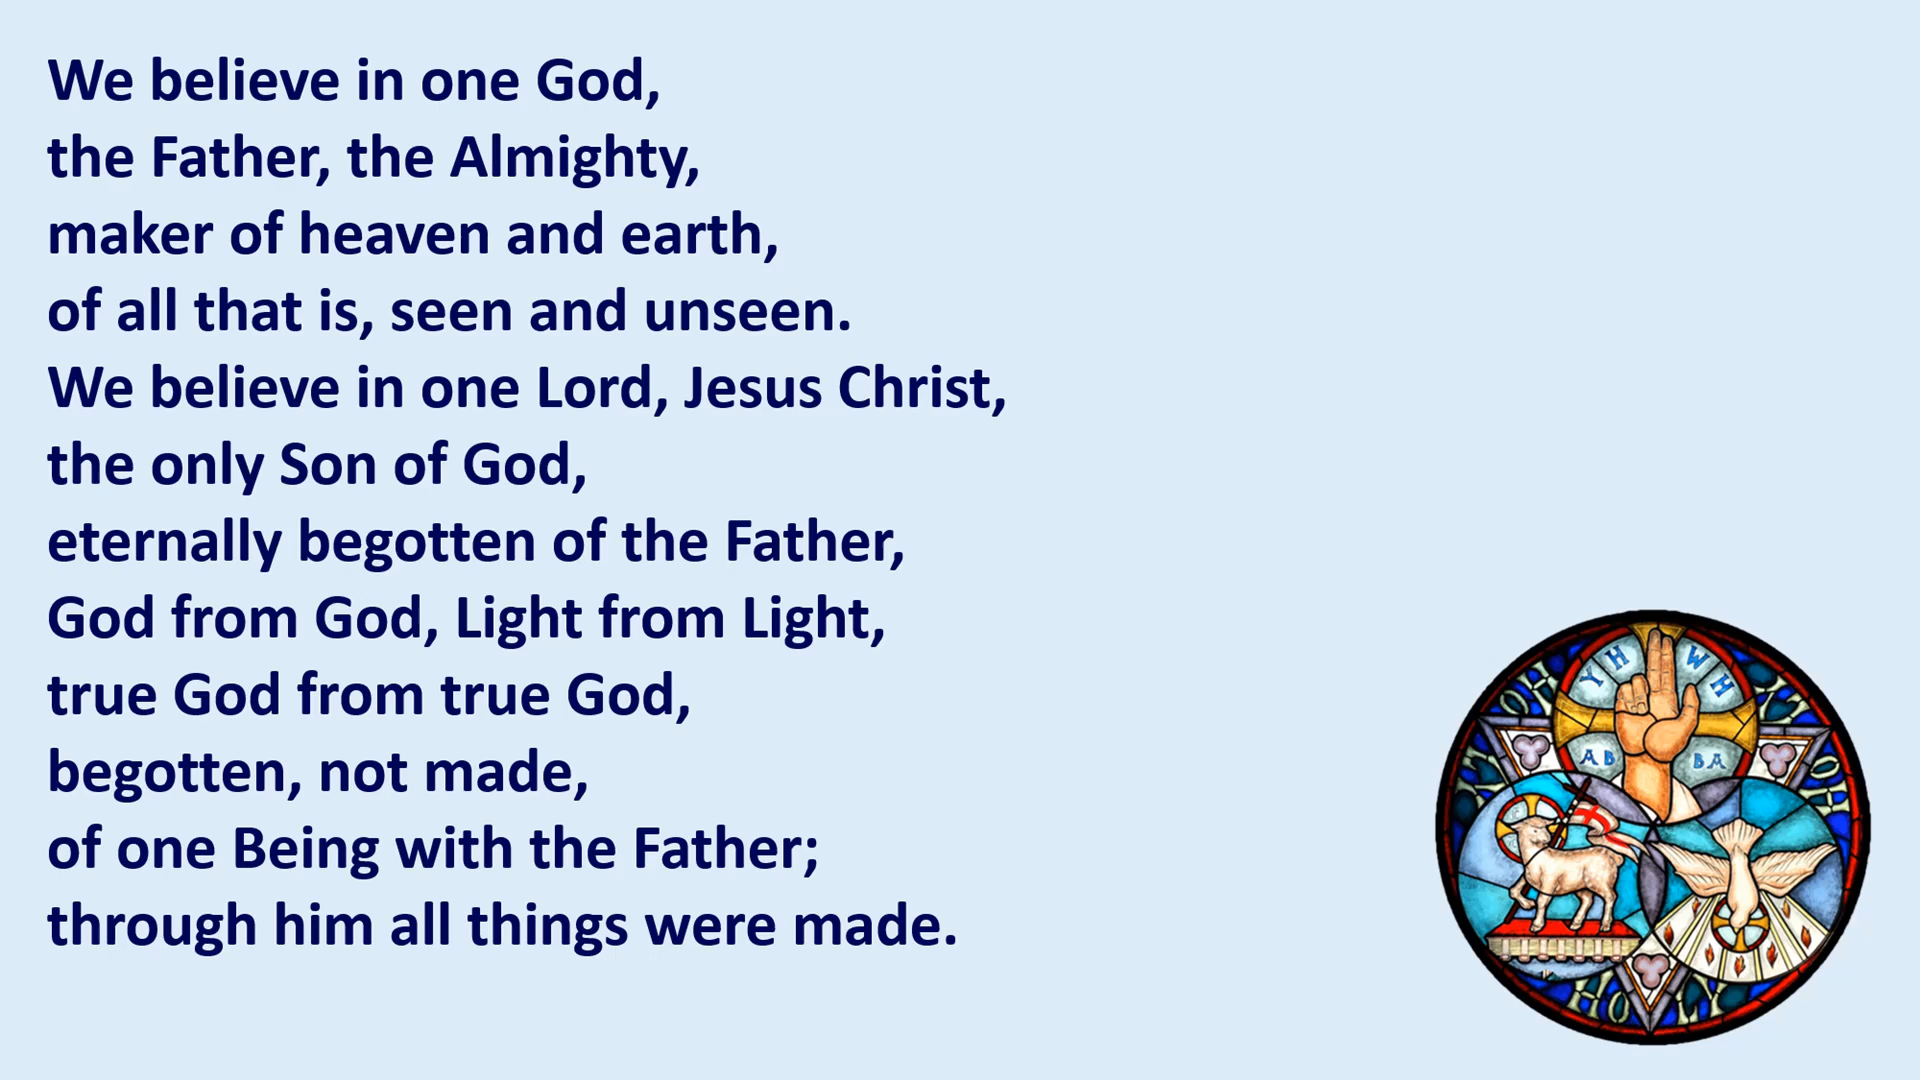 We believe in one God,
the Father, the Almighty,
maker of heaven and earth,
of all that is, seen and unseen.
We believe in one Lord, Jesus Christ,
the only Son of God,
eternally begotten of the Father,
God from God, Light from Light,
true God from true God,
begotten, not made,
of one Being with the Father;
through him all things were made.
YH WH
AB BA